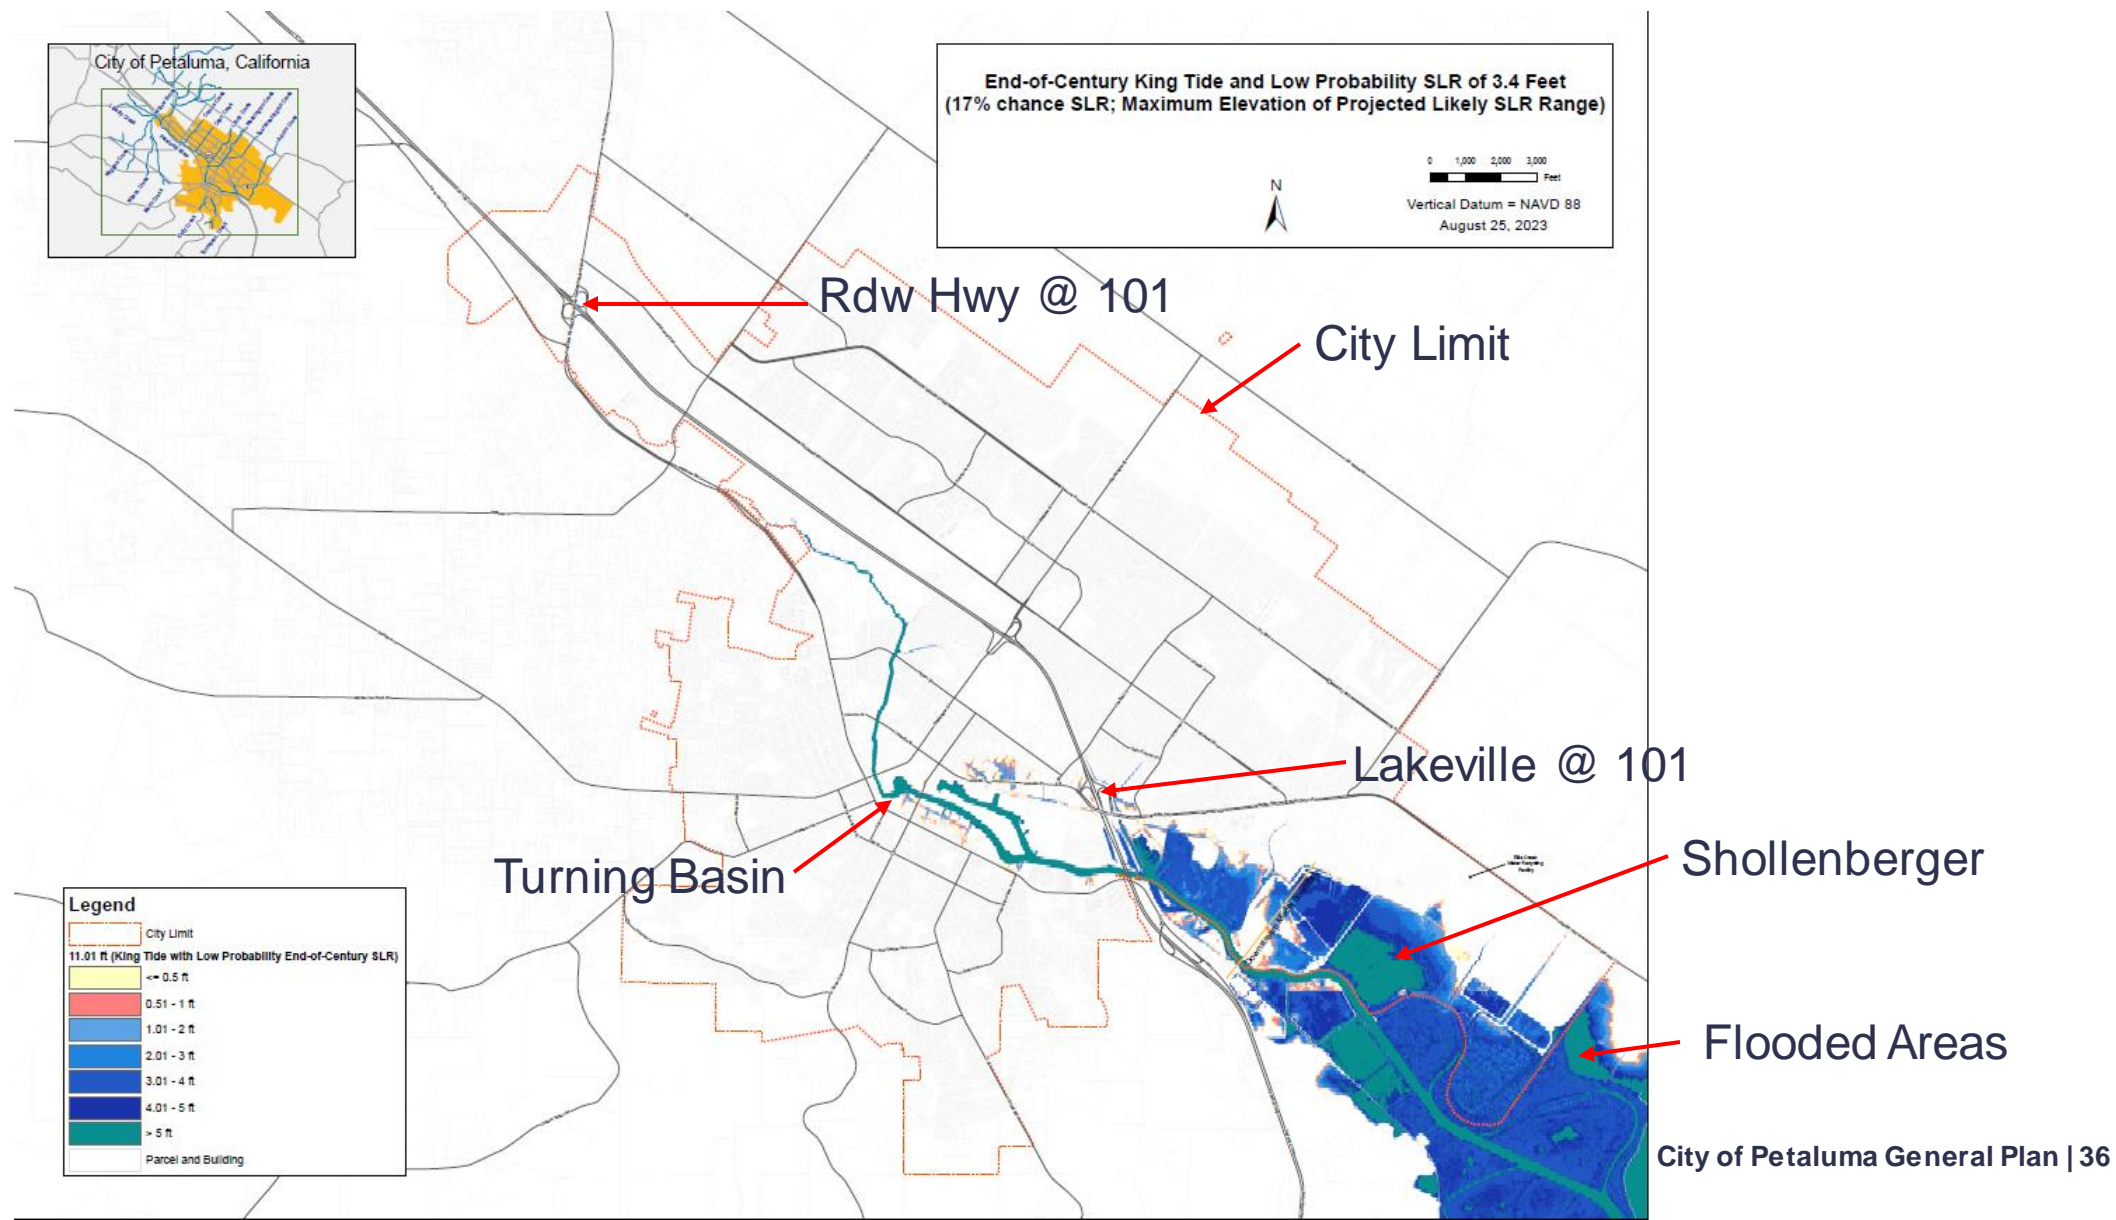 City of Petaluma, California
End-of-Century King Tide and Low Probability SLR of 3.4 Feet
(17% chance SLR; Maximum Elevation of Projected Likely SLR Range)
0 1,000 2,000 3,000
Feet
N
Vertical Datum = NAVD 88
August 25, 2023
Rdw Hwy @ 101
City Limit
Lakeville @ 101
Turning Basin
Shollenberger
Flooded Areas
Legend
City Limit
11.01 ft (King Tide with Low Probability End-of-Century SLR)
<= 0.5 ft
0.51 - 1 ft
1.01 - 2 ft
2.01 - 3 ft
3.01 - 4 ft
4.01 - 5 ft
> 5 ft
Parcel and Building
City of Petaluma General Plan | 36